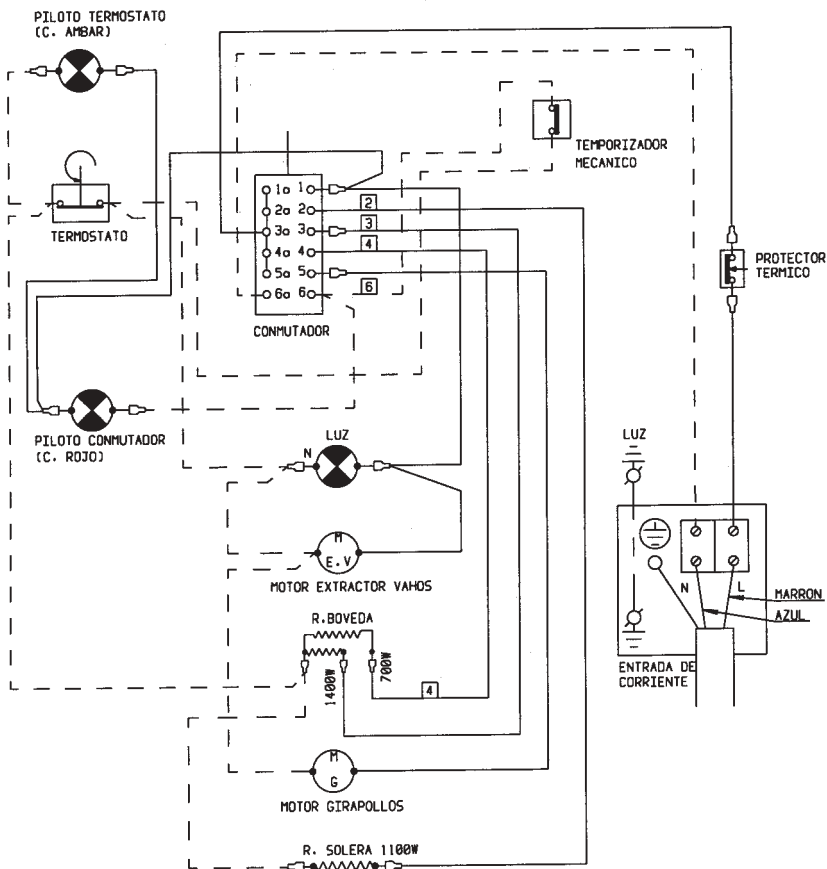 PILOTO TERMOSTATO
(C. AMBAR)
TERMOSTATO
TEMPORIZADOR
MECANICO
1a 1
2a 2
3a 3
4a 4
5a 5
6a 6
2
3
4
6
CONMUTADOR
PROTECTOR
TERMICO
PILOTO CONMUTADOR
(C. ROJO)
LUZ
N
LUZ
M
E.V
MOTOR EXTRACTOR VAHOS
N
L
MARRON
AZUL
ENTRADA DE
CORRIENTE
R.BOVEDA
1400W
700W
4
M
G
MOTOR GIRAPOLLOS
R. SOLERA 1100W